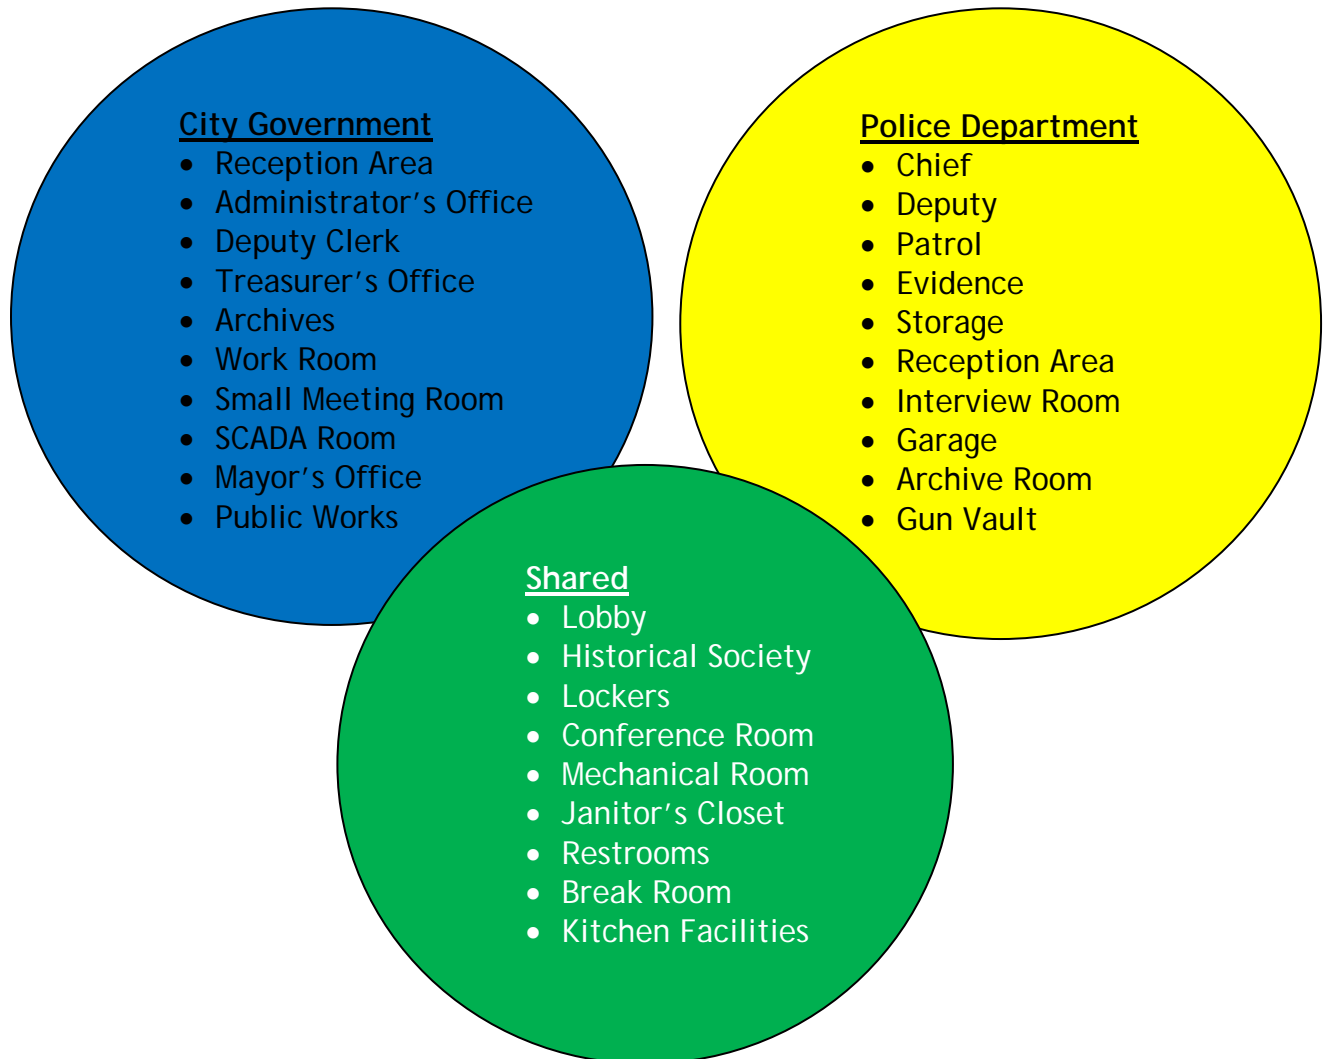 City Government
• Reception Area
• Administrator’s Office
• Deputy Clerk
• Treasurer’s Office
• Archives
• Work Room
• Small Meeting Room
• SCADA Room
• Mayor’s Office
• Public Works
Police Department
• Chief
• Deputy
• Patrol
• Evidence
• Storage
• Reception Area
• Interview Room
• Garage
• Archive Room
• Gun Vault
Shared
• Lobby
• Historical Society
• Lockers
• Conference Room
• Mechanical Room
• Janitor’s Closet
• Restrooms
• Break Room
• Kitchen Facilities